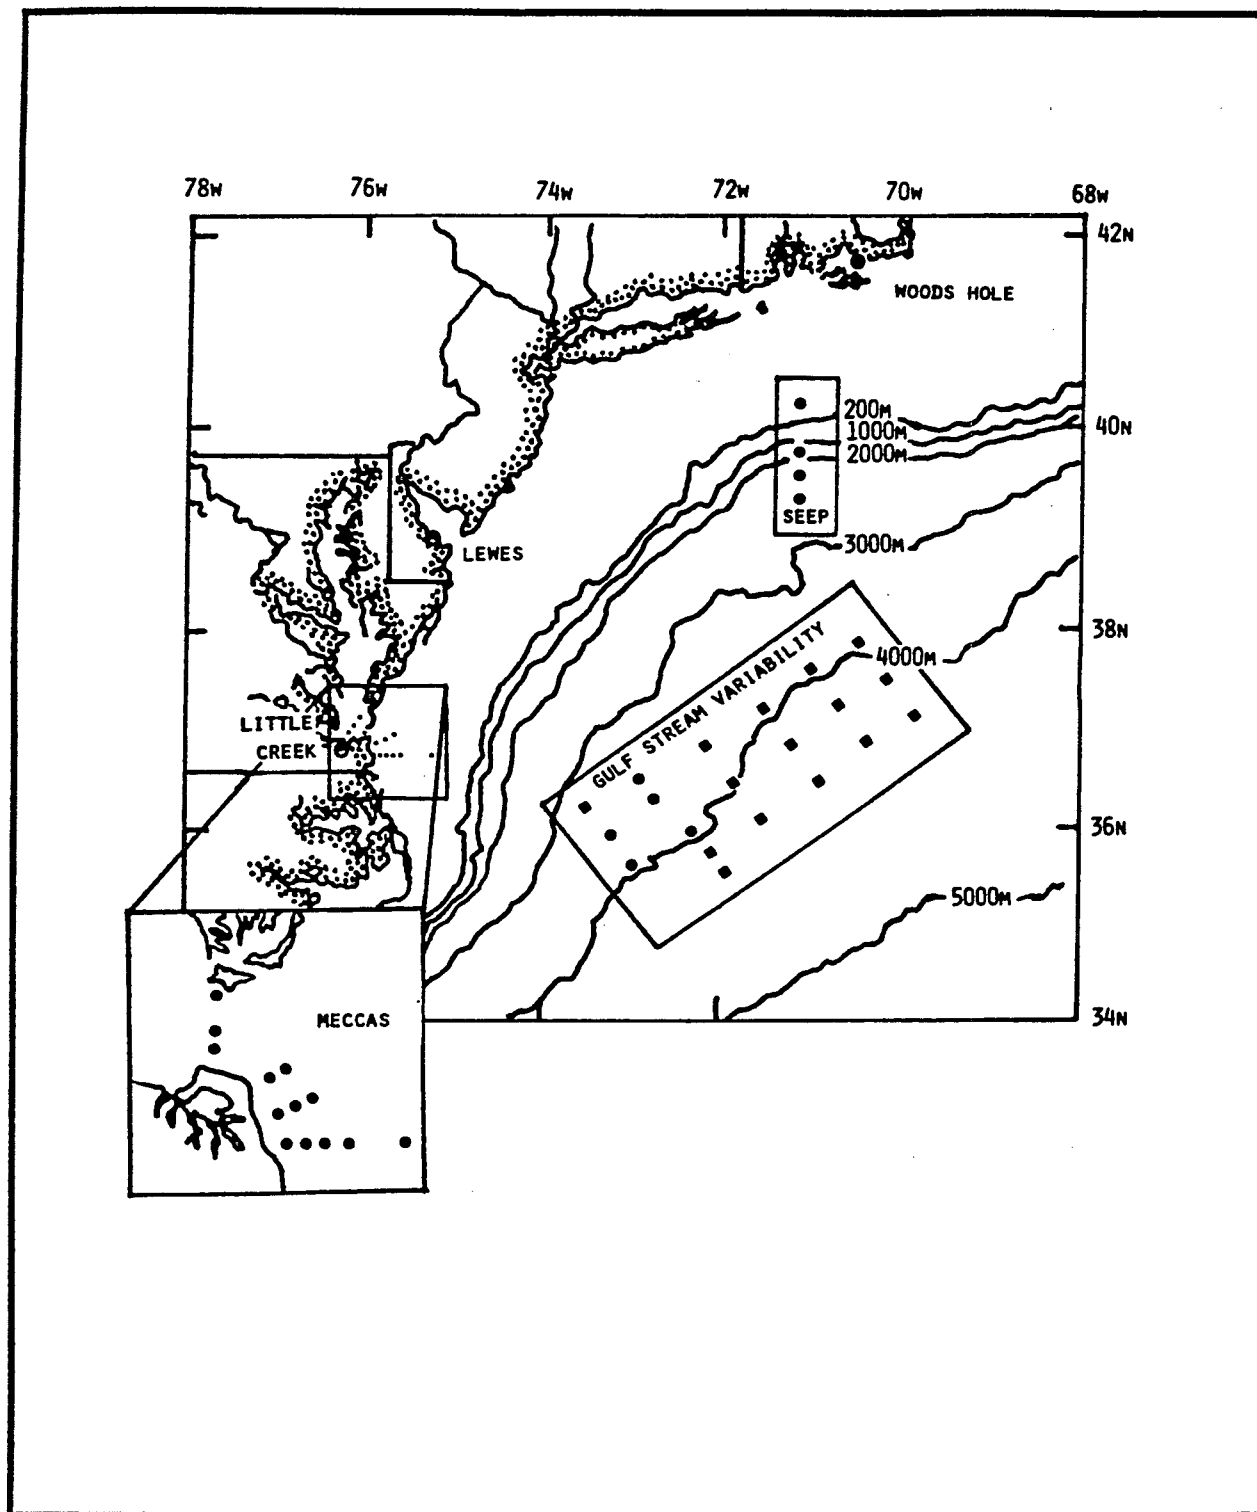 78W 76W 74W 72W 70W 68W
42N
WOODS HOLE
200M
40N
1000M
2000M
SEEP
3000M
LEWES
38N
GULF STREAM VARIABILITY
4000M
LITTLE
CREEK
36N
5000M
MECCAS
34N